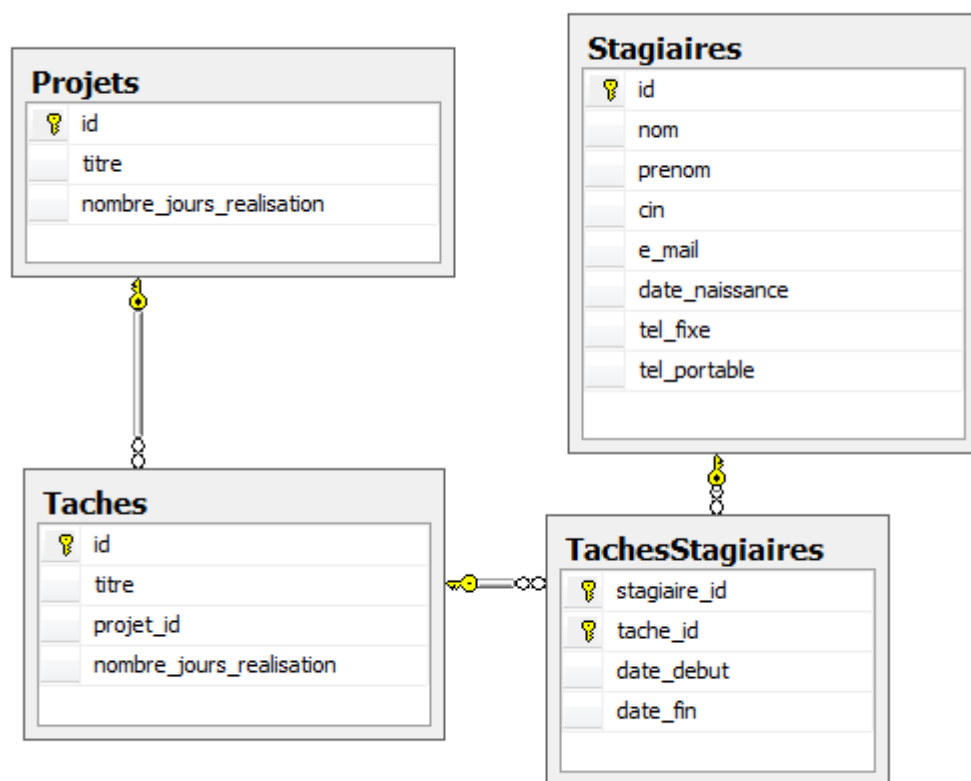 Projets
id
titre
nombre_jours_realisation
Stagiaires
id
nom
prenom
cin
e_mail
date_naissance
tel_fixe
tel_portable
Taches
id
titre
projet_id
nombre_jours_realisation
TachesStagiaires
stagiaire_id
tache_id
date_debut
date_fin